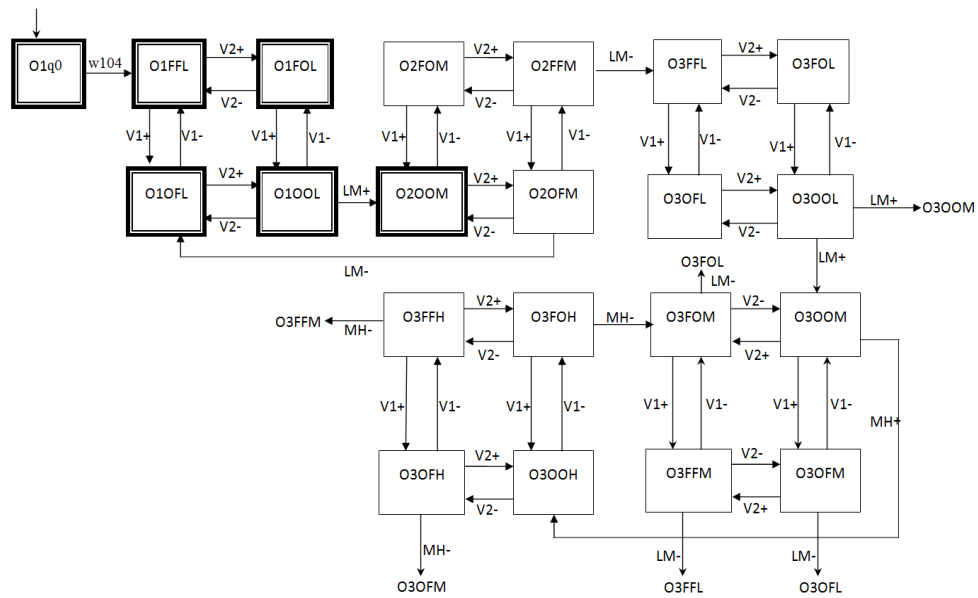 V2+
V2+
V2+
O1q0
w104
O1FFL
O1FOL
O2FOM
O2FFM
LM-
O3FFL
O3FOL
V2-
V2-
V2-
V1+
V1-
V1+
V1-
V1+
V1-
V1+
V1-
V1+
V1-
V1+
V1-
V2+
V2+
V2+
O1OFL
O1OOL
LM+
O2OOM
O2OFM
O3OFL
O3OOL
LM+
O3OOM
V2-
V2-
V2-
LM-
O3FOL
LM-
LM+
V2+
V2-
O3FFM
MH-
O3FFH
O3FOH
MH-
O3FOM
O3OOM
V2-
V2+
V1+
V1-
V1+
V1-
V1+
V1-
V1+
V1-
MH+
V2+
V2-
O3OFH
O3OOH
O3FFM
O3OFM
V2-
V2+
MH-
LM-
LM-
O3OFM
O3FFL
O3OFL